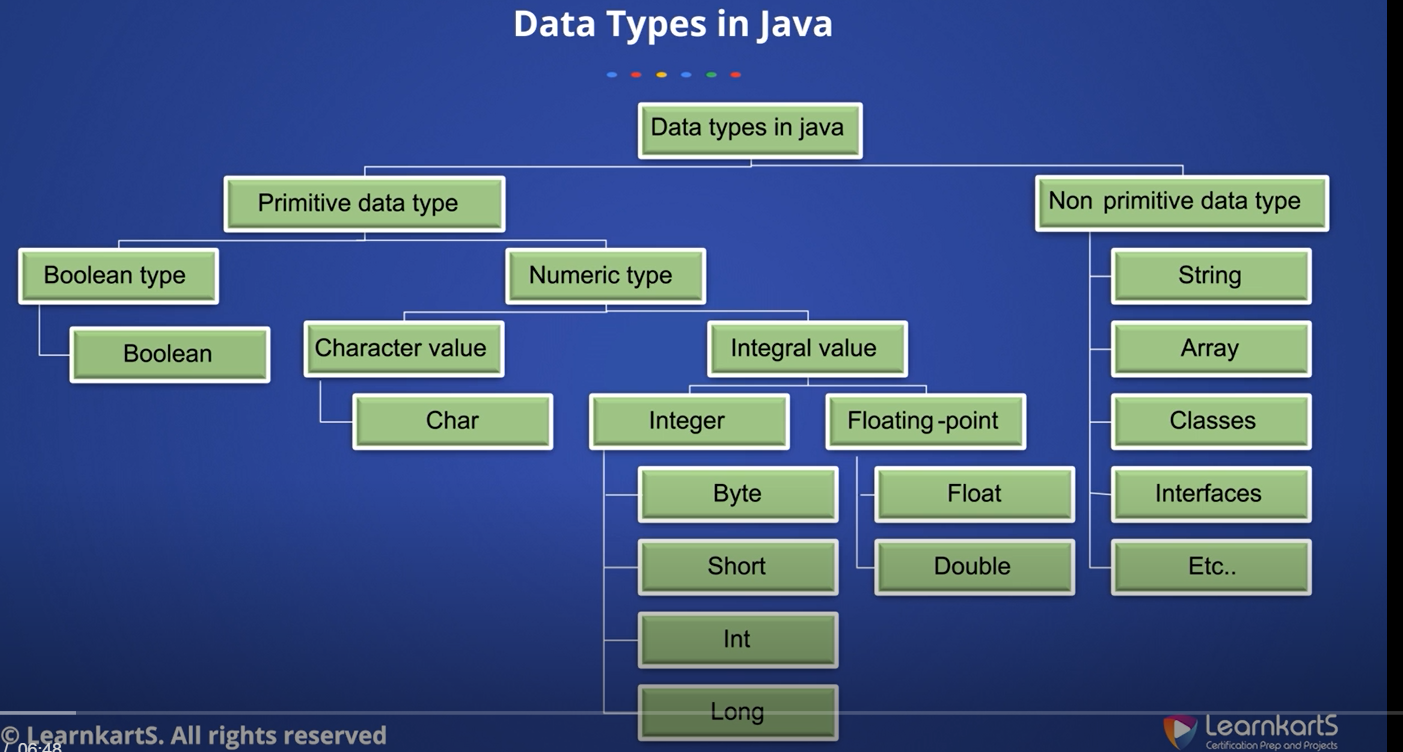 Data Types in Java
Data types in java
Primitive data type
Non primitive data type
Boolean type
Numeric type
String
Boolean
Character value
Integral value
Array
Char
Integer
Floating-point
Classes
Byte
Float
Interfaces
Short
Double
Etc..
Int
Long
© LearnkartS. All rights reserved
/ 06:48
LearnkartS
Certification Prep and Projects